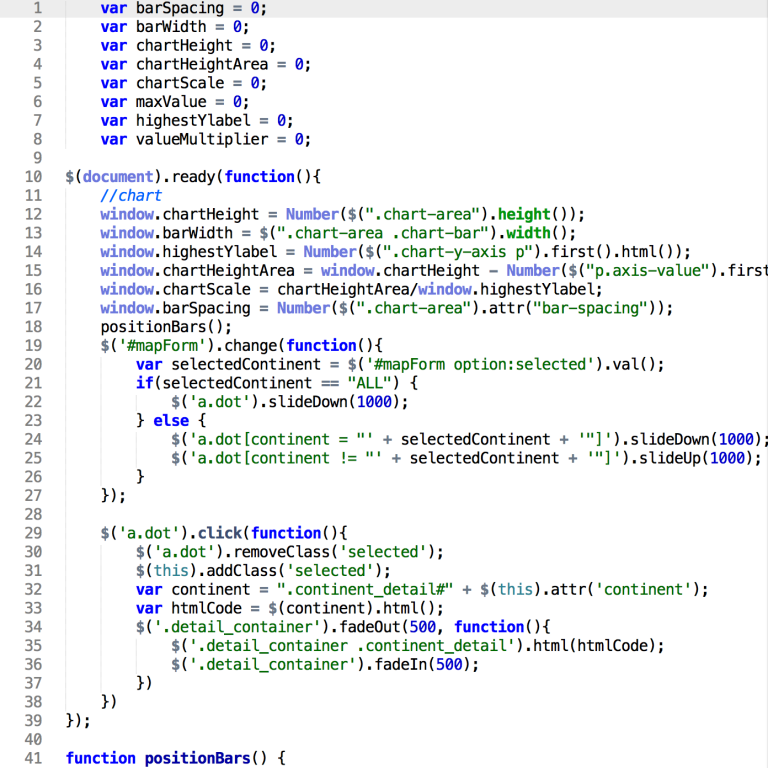 1 var barSpacing = 0;
2 var barWidth = 0;
3 var chartHeight = 0;
4 var chartHeightArea = 0;
5 var chartScale = 0;
6 var maxValue = 0;
7 var highestYlabel = 0;
8 var valueMultiplier = 0;
9
10 $(document).ready(function(){
11 //chart
12 window.chartHeight = Number($(".chart-area").height());
13 window.barWidth = $(".chart-area .chart-bar").width();
14 window.highestYlabel = Number($(".chart-y-axis p").first().html());
15 window.chartHeightArea = window.chartHeight - Number($("p.axis-value").first
16 window.chartScale = chartHeightArea/window.highestYlabel;
17 window.barSpacing = Number($(".chart-area").attr("bar-spacing"));
18 positionBars();
19 $('#mapForm').change(function(){
20 var selectedContinent = $('#mapForm option:selected').val();
21 if(selectedContinent == "ALL") {
22 $('a.dot').slideDown(1000);
23 } else {
24 $('a.dot[continent = "' + selectedContinent + '"]').slideDown(1000);
25 $('a.dot[continent != "' + selectedContinent + '"]').slideUp(1000);
26 }
27 });
28
29 $('a.dot').click(function(){
30 $('a.dot').removeClass('selected');
31 $(this).addClass('selected');
32 var continent = ".continent_detail#" + $(this).attr('continent');
33 var htmlCode = $(continent).html();
34 $('.detail_container').fadeOut(500, function(){
35 $('.detail_container .continent_detail').html(htmlCode);
36 $('.detail_container').fadeIn(500);
37 })
38 })
39 });
40
41 function positionBars() {